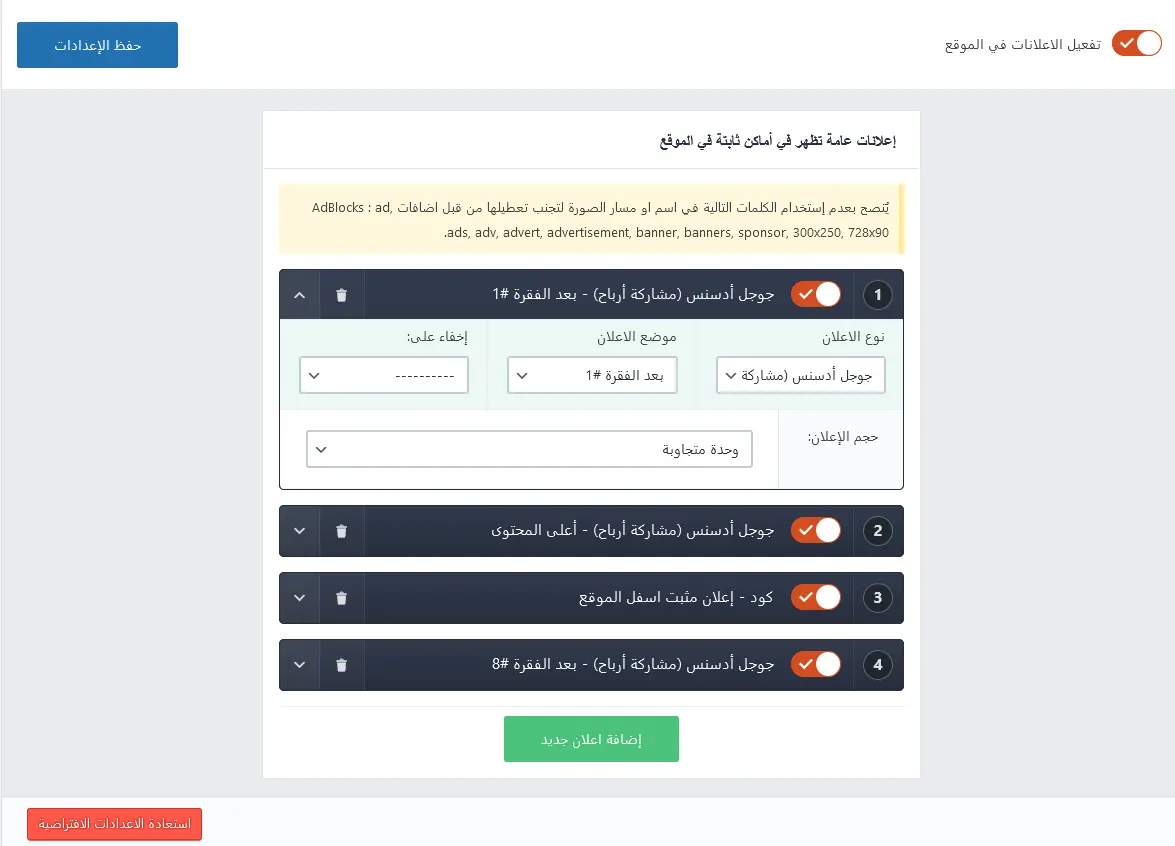 تفعيل الاعلانات في الموقع
حفظ الإعدادات
إعلانات عامة تظهر في أماكن ثابتة في الموقع
يُنصح بعدم إستخدام الكلمات التالية في اسم او مسار الصورة لتجنب تعطيلها من قبل اضافات AdBlocks : ad,
ads, adv, advert, advertisement, banner, banners, sponsor, 300x250, 728x90.
1 جوجل أدسنس (مشاركة أرباح) - بعد الفقرة #1
نوع الاعلان
جوجل أدسنس (مشاركة
موضع الاعلان
بعد الفقرة #1
إخفاء على:
----------
حجم الإعلان:
وحدة متجاوبة
2 جوجل أدسنس (مشاركة أرباح) - أعلى المحتوى
3 كود - إعلان مثبت اسفل الموقع
4 جوجل أدسنس (مشاركة أرباح) - بعد الفقرة #8
إضافة اعلان جديد
استعادة الاعدادات الافتراضية